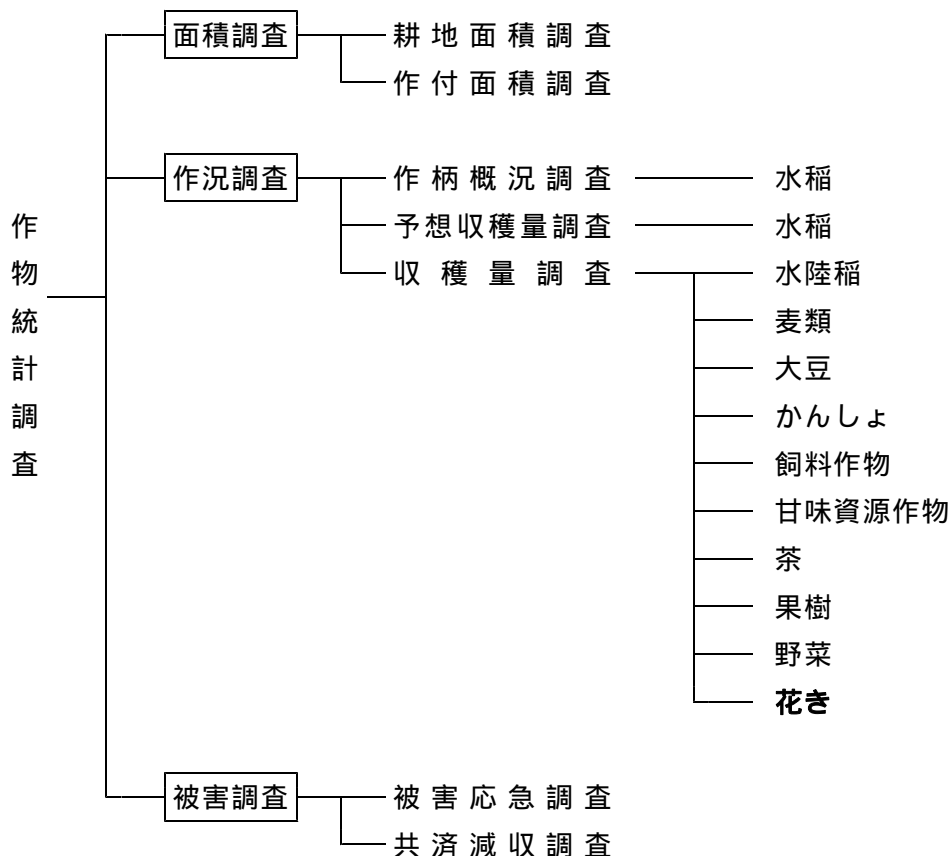 作物統計調査
面積調査
耕地面積調査
作付面積調査
作況調査
作柄概況調査
水稲
予想収穫量調査
水稲
収穫量調査
水陸稲
麦類
大豆
かんしょ
飼料作物
甘味資源作物
茶
果樹
野菜
花き
被害調査
被害応急調査
共済減収調査